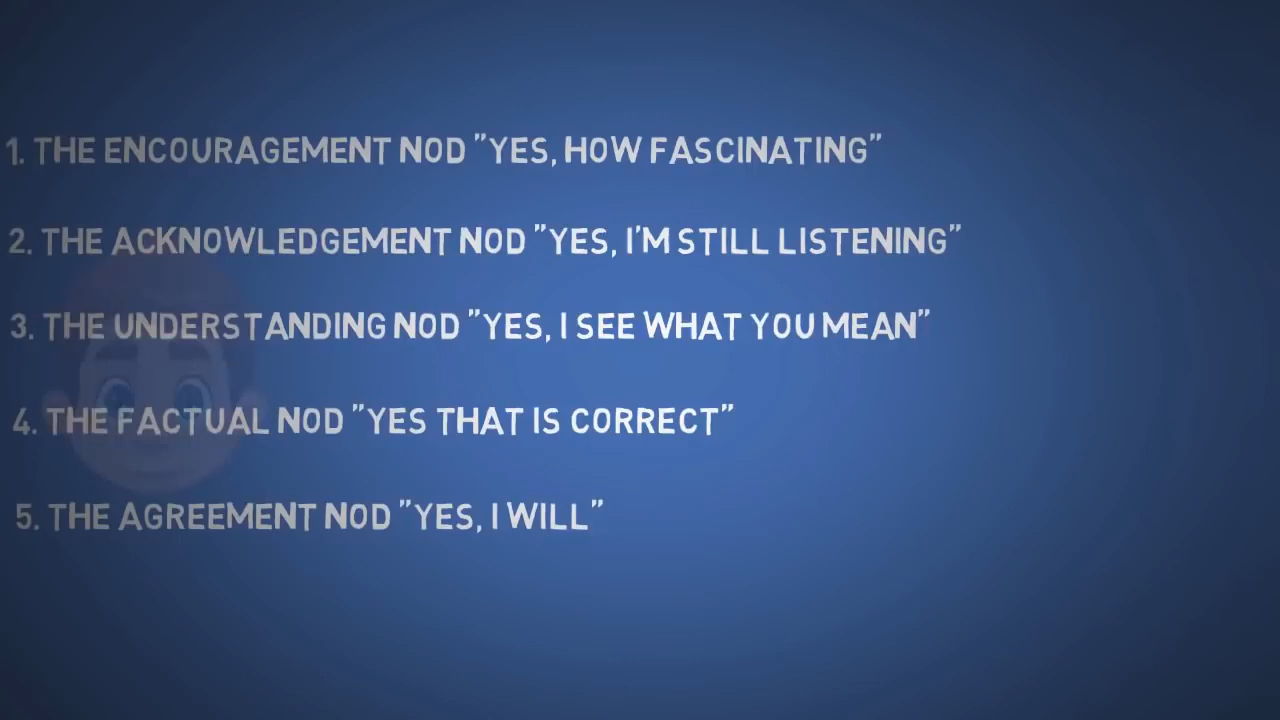 1. THE ENCOURAGEMENT NOD "YES, HOW FASCINATING"
2. THE ACKNOWLEDGEMENT NOD "YES, I'M STILL LISTENING"
3. THE UNDERSTANDING NOD "YES, I SEE WHAT YOU MEAN"
4. THE FACTUAL NOD "YES THAT IS CORRECT"
5. THE AGREEMENT NOD "YES, I WILL"